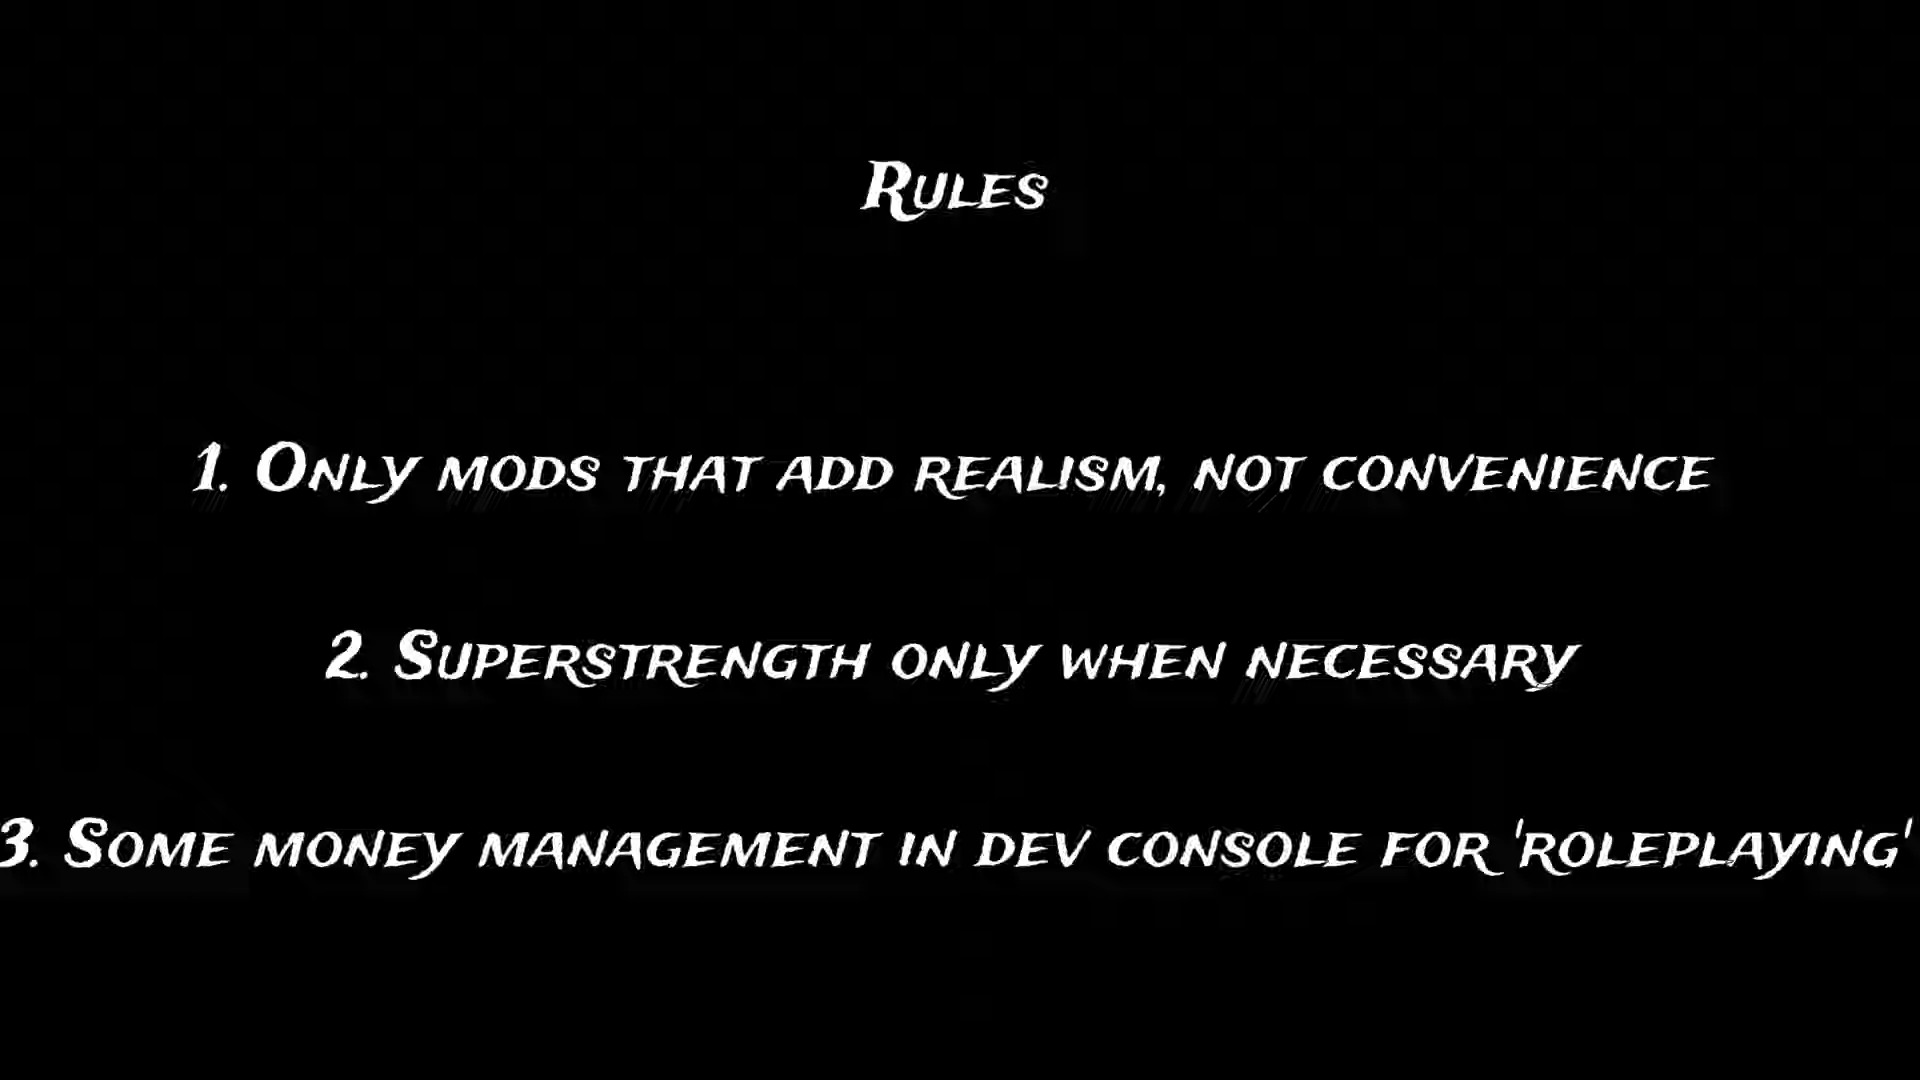 Rules
1. Only mods that add realism, not convenience
2. Superstrength only when necessary
3. Some money management in dev console for 'roleplaying'